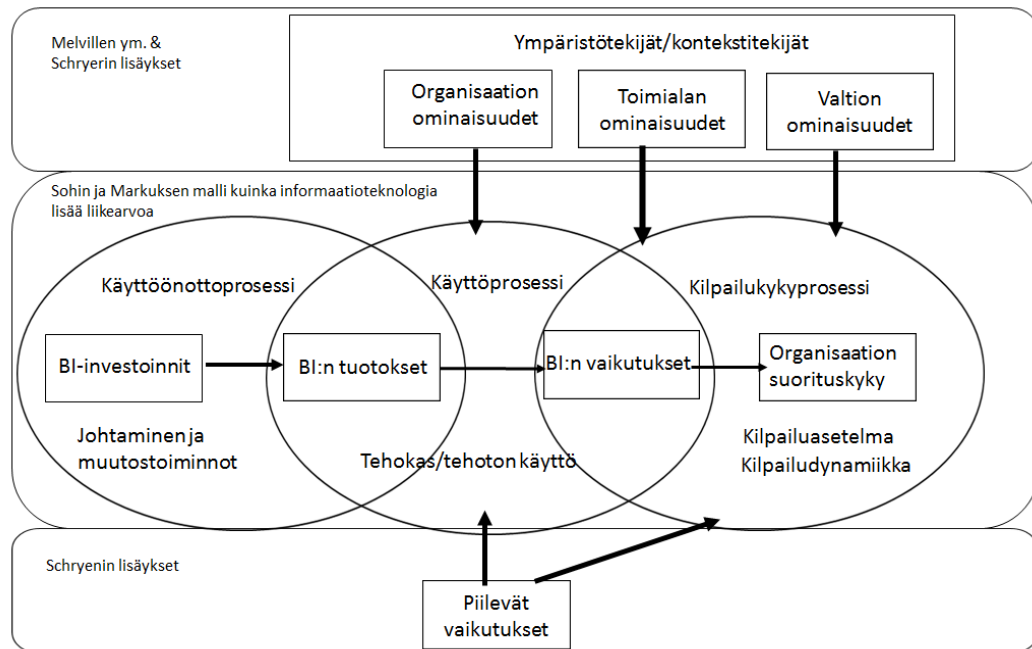 Melvillen ym. &
Schryerin lisäykset
Ympäristötekijät/kontekstitekijät
Organisaation
ominaisuudet
Toimialan
ominaisuudet
Valtion
ominaisuudet
Sohin ja Markuksen malli kuinka informaatioteknologia
lisää liikearvoa
Käyttöönottoprosessi
Käyttöprosessi
Kilpailukykyprosessi
BI-investoinnit
BI:n tuotokset
BI:n vaikutukset
Organisaation
suorituskyky
Johtaminen ja
muutostoiminnot
Tehokas/tehoton käyttö
Kilpailuasetelma
Kilpailudynamiikka
Schryenin lisäykset
Piilevät
vaikutukset